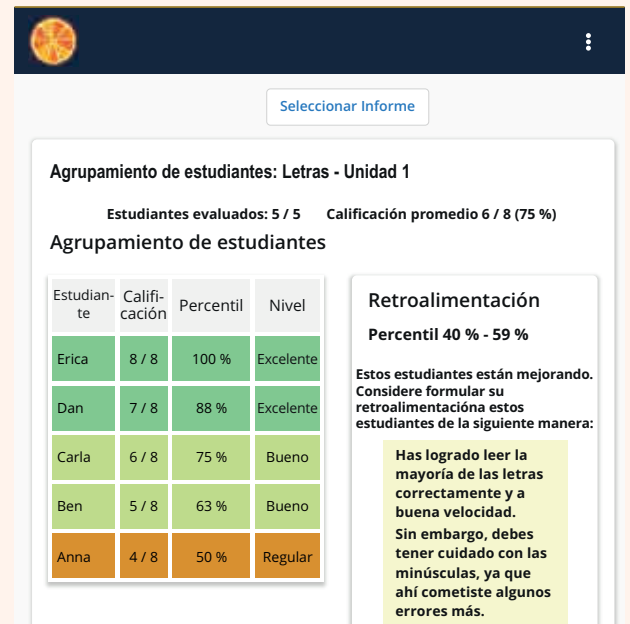 Seleccionar Informe
Agrupamiento de estudiantes: Letras - Unidad 1
Estudiantes evaluados: 5 / 5 Calificación promedio 6 / 8 (75 %)
Agrupamiento de estudiantes
Estudian-
te
Califi-
cación
Percentil
Nivel
Erica 8 / 8 100 % Excelente
Dan 7 / 8 88 % Excelente
Carla 6 / 8 75 % Bueno
Ben 5 / 8 63 % Bueno
Anna 4 / 8 50 % Regular
Retroalimentación
Percentil 40 % - 59 %
Estos estudiantes están mejorando.
Considere formular su
retroalimentacióna estos
estudiantes de la siguiente manera:
Has logrado leer la
mayoría de las letras
correctamente y a
buena velocidad.
Sin embargo, debes
tener cuidado con las
minúsculas, ya que
ahí cometiste algunos
errores más.